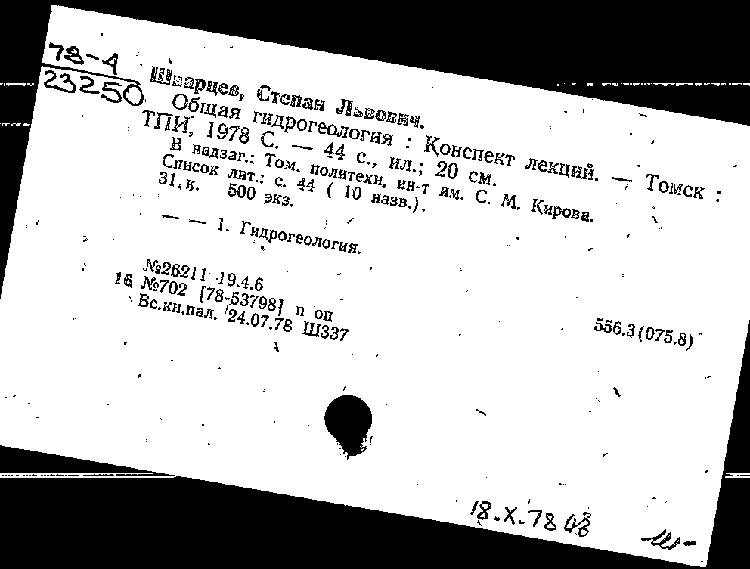 78-4
23250
Шварцев, Степан Львович.
Общая гидрогеология : Конспект лекций. — Томск :
ТПИ, 1978 С. — 44 с., ил.; 20 см.
В надзаг.: Том. политехн. ин-т им. С. М. Кирова.
Список лит.: с. 44 ( 10 назв.).
31 к. 500 экз.
— — 1. Гидрогеология.
№26211 19.4.6
16 №702 [78-53798] п оп
Вс.кн.пал. 24.07.78 Ш337
556.3(075.8)
18.X.78